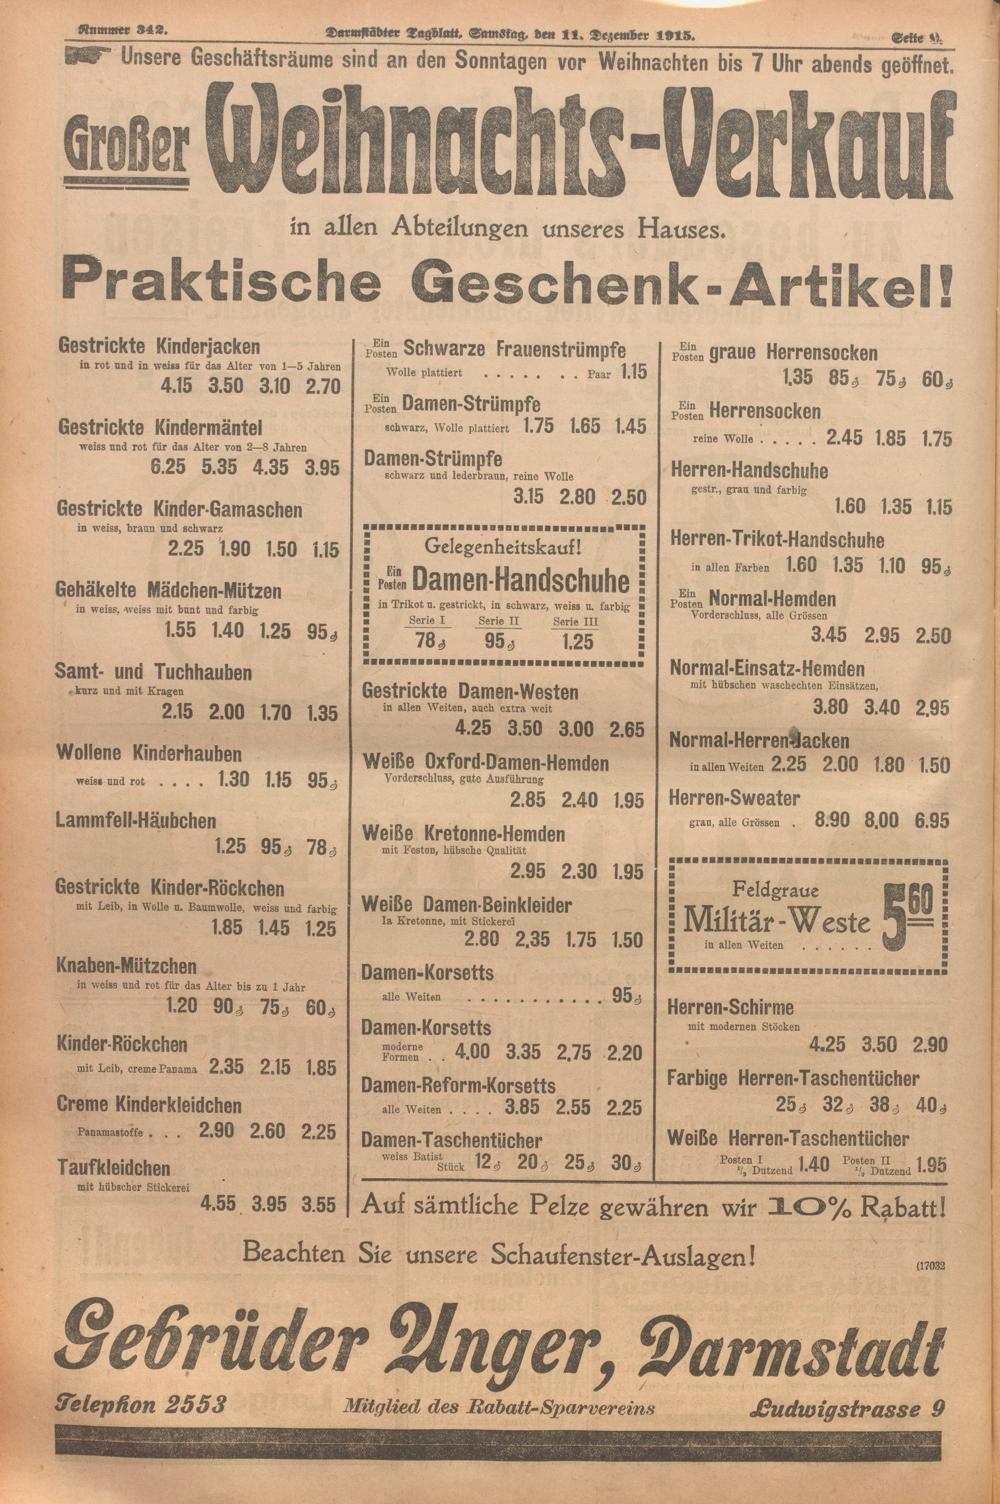 Nummer 342.
Darmstädter Tagblatt, Samstag, den 11. Dezember 1915.
Seite 9.
Unsere Geschäftsräume sind an den Sonntagen vor Weihnachten bis 7 Uhr abends geöffnet.
Großer Weihnachts-Verkauf
in allen Abteilungen unseres Hauses.
Praktische Geschenk-Artikel!
Gestrickte Kinderjacken
in rot und in weiss für das Alter von 1—5 Jahren
4.15 3.50 3.10 2.70
Gestrickte Kindermäntel
weiss und rot für das Alter von 2—8 Jahren
6.25 5.35 4.35 3.95
Gestrickte Kinder-Gamaschen
in weiss, braun und schwarz
2.25 1.90 1.50 1.15
Gehäkelte Mädchen-Mützen
in weiss, weiss mit bunt und farbig
1.55 1.40 1.25 95₰
Samt- und Tuchhauben
kurz und mit Kragen
2.15 2.00 1.70 1.35
Wollene Kinderhauben
weiss und rot . . . . 1.30 1.15 95₰
Lammfell-Häubchen
1.25 95₰ 78₰
Gestrickte Kinder-Röckchen
mit Leib, in Wolle u. Baumwolle, weiss und farbig
1.85 1.45 1.25
Knaben-Mützchen
in weiss und rot für das Alter bis zu 1 Jahr
1.20 90₰ 75₰ 60₰
Kinder-Röckchen
mit Leib, creme Panama 2.35 2.15 1.85
Creme Kinderkleidchen
Panamastoffe . . . 2.90 2.60 2.25
Taufkleidchen
mit hübscher Stickerei
4.55 3.95 3.55
Ein Posten Schwarze Frauenstrümpfe
Wolle plattiert . . . . . . . Paar 1.15
Ein Posten Damen-Strümpfe
schwarz, Wolle plattiert 1.75 1.65 1.45
Damen-Strümpfe
schwarz und lederbraun, reine Wolle
3.15 2.80 2.50
Gelegenheitskauf!
Ein Posten Damen-Handschuhe
in Trikot u. gestrickt, in schwarz, weiss u. farbig
Serie I Serie II Serie III
78₰ 95₰ 1.25
Gestrickte Damen-Westen
in allen Weiten, auch extra weit
4.25 3.50 3.00 2.65
Weiße Oxford-Damen-Hemden
Vorderschluss, gute Ausführung
2.85 2.40 1.95
Weiße Kretonne-Hemden
mit Feston, hübsche Qualität
2.95 2.30 1.95
Weiße Damen-Beinkleider
Ia Kretonne, mit Stickerei
2.80 2,35 1.75 1.50
Damen-Korsetts
alle Weiten . . . . . . . . . . . 95₰
Damen-Korsetts
moderne Formen . . 4,00 3.35 2,75 2.20
Damen-Reform-Korsetts
alle Weiten . . . . 3.85 2.55 2.25
Damen-Taschentücher
weiss Batist Stück 12₰ 20₰ 25₰ 30₰
Ein Posten graue Herrensocken
1,35 85₰ 75₰ 60₰
Ein Posten Herrensocken
reine Wolle . . . . . 2.45 1.85 1.75
Herren-Handschuhe
gestr., grau und farbig
1.60 1.35 1.15
Herren-Trikot-Handschuhe
in allen Farben 1.60 1.35 1.10 95₰
Ein Posten Normal-Hemden
Vorderschluss, alle Grössen
3.45 2.95 2.50
Normal-Einsatz-Hemden
mit hübschen waschechten Einsätzen,
3.80 3.40 2,95
Normal-Herren-Jacken
in allen Weiten 2.25 2.00 1.80 1.50
Herren-Sweater
grau, alle Grössen . 8.90 8,00 6.95
Feldgraue
Militär-Weste 5 60
in allen Weiten . . . . . .
Herren-Schirme
mit modernen Stöcken
4.25 3.50 2.90
Farbige Herren-Taschentücher
25₰ 32₰ 38₰ 40₰
Weiße Herren-Taschentücher
Posten I ½ Dutzend 1.40 Posten II ½ Dutzend 1.95
Auf sämtliche Pelze gewähren wir 10% Rabatt!
Beachten Sie unsere Schaufenster-Auslagen!
(17032
Gebrüder Unger, Darmstadt
Telephon 2553 Mitglied des Rabatt-Sparvereins Ludwigstrasse 9